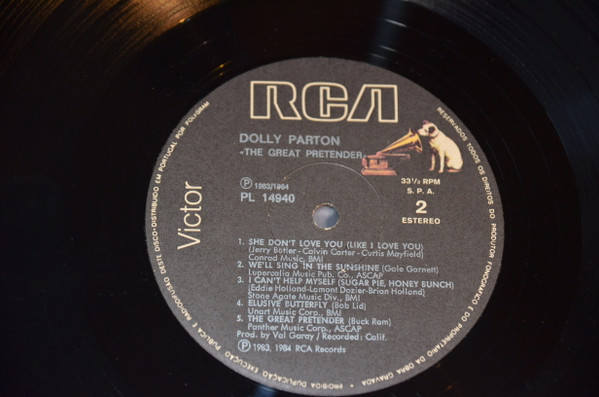 RCA
DOLLY PARTON
«THE GREAT PRETENDER
℗ 1983/1984
PL 14940
33⅓ RPM
S. P. A.
2
ESTEREO
Victor
1. SHE DON'T LOVE YOU (LIKE I LOVE YOU)
(Jerry Butler - Calvin Carter - Curtis Mayfield)
Conrad Music, BMI
2. WE'LL SING IN THE SUNSHINE (Gale Garnett)
Lupercalia Music Pub. Co., ASCAP
3. I CAN'T HELP MYSELF (SUGAR PIE, HONEY BUNCH)
(Eddie Holland-Lamont Dozier-Brian Holland)
Stone Agate Music Div., BMI
4. ELUSIVE BUTTERFLY (Bob Lid)
Unart Music Corp., BMI
5. THE GREAT PRETENDER (Buck Ram)
Panther Music Corp., ASCAP
Prod. by Val Garay / Recorded: Calif.
℗ 1983, 1984 RCA Records
RESERVADOS TODOS OS DIREITOS DO PRODUTOR FONOGRÁFICO E DO PROPRIETÁRIO DA OBRA GRAVADA • PROIBIDA DUPLICAÇÃO EXECUÇÃO PÚBLICA E RADIODIFUSÃO DESTE DISCO • DISTRIBUIDO EM PORTUGAL POR POLYGRAM